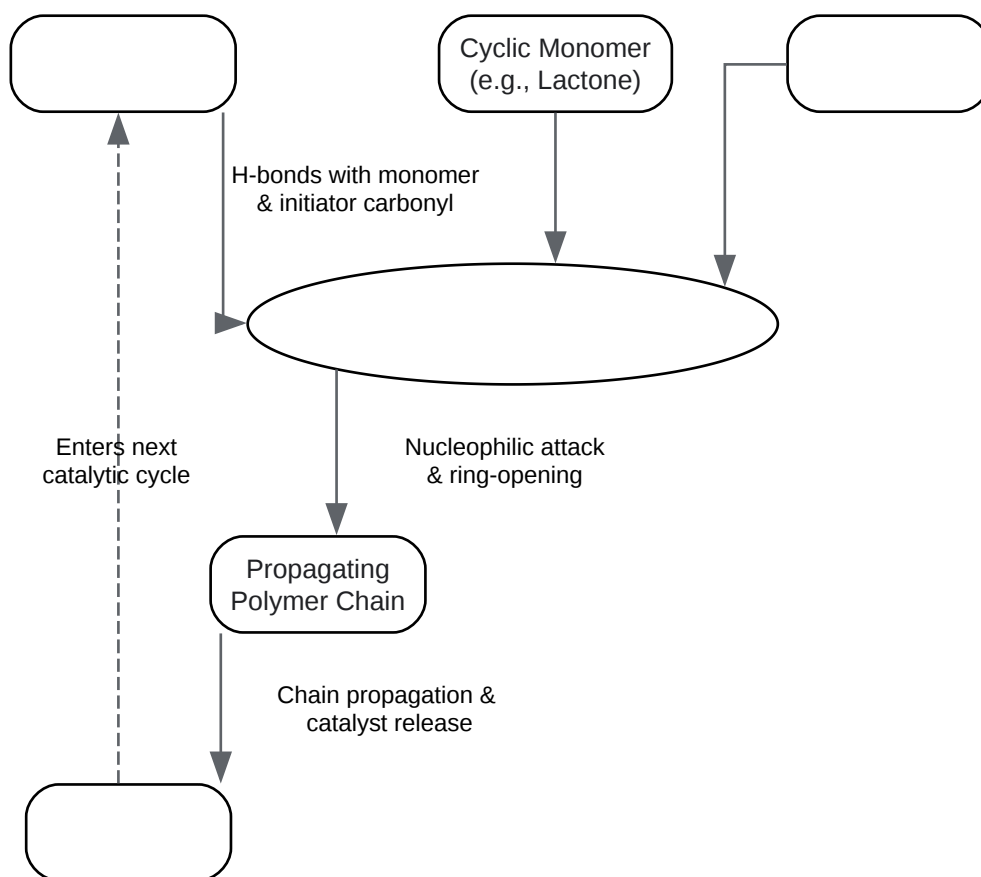 Cyclic Monomer
(e.g., Lactone)
H-bonds with monomer
& initiator carbonyl
Enters next
catalytic cycle
Nucleophilic attack
& ring-opening
Propagating
Polymer Chain
Chain propagation &
catalyst release